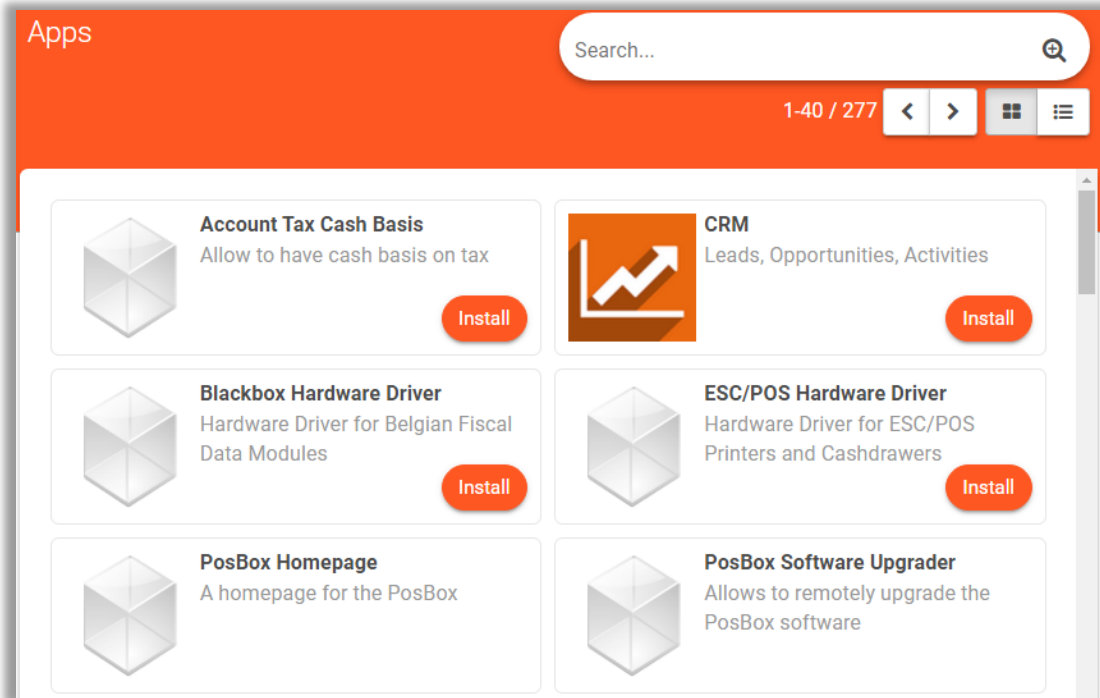 Apps
Search...
1-40 / 277
Account Tax Cash Basis
Allow to have cash basis on tax
Install
CRM
Leads, Opportunities, Activities
Install
Blackbox Hardware Driver
Hardware Driver for Belgian Fiscal
Data Modules
Install
ESC/POS Hardware Driver
Hardware Driver for ESC/POS
Printers and Cashdrawers
Install
PosBox Homepage
A homepage for the PosBox
PosBox Software Upgrader
Allows to remotely upgrade the
PosBox software